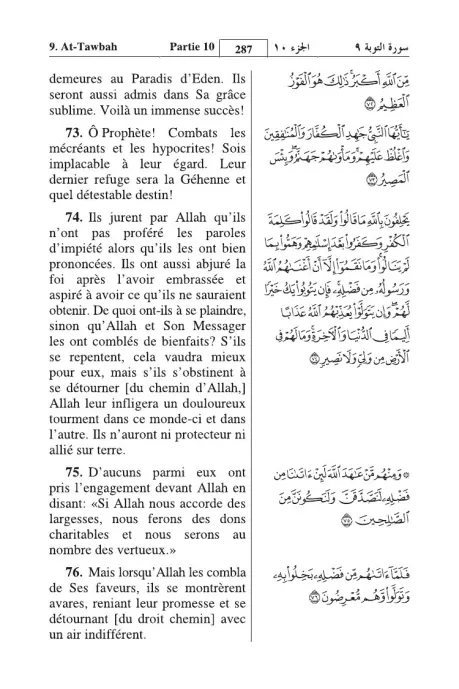 9. At-Tawbah Partie 10 287 الجزء ١٠ سورة التوبة ٩
demeures au Paradis d’Eden. Ils
seront aussi admis dans Sa grâce
sublime. Voilà un immense succès!
73. Ô Prophète! Combats les
mécréants et les hypocrites! Sois
implacable à leur égard. Leur
dernier refuge sera la Géhenne et
quel détestable destin!
74. Ils jurent par Allah qu’ils
n’ont pas proféré les paroles
d’impiété alors qu’ils les ont bien
prononcées. Ils ont aussi abjuré la
foi après l’avoir embrassée et
aspiré à avoir ce qu’ils ne sauraient
obtenir. De quoi ont-ils à se plaindre,
sinon qu’Allah et Son Messager
les ont comblés de bienfaits? S’ils
se repentent, cela vaudra mieux
pour eux, mais s’ils s’obstinent à
se détourner [du chemin d’Allah,]
Allah leur infligera un douloureux
tourment dans ce monde-ci et dans
l’autre. Ils n’auront ni protecteur ni
allié sur terre.
75. D’aucuns parmi eux ont
pris l’engagement devant Allah en
disant: «Si Allah nous accorde des
largesses, nous ferons des dons
charitables et nous serons au
nombre des vertueux.»
76. Mais lorsqu’Allah les combla
de Ses faveurs, ils se montrèrent
avares, reniant leur promesse et se
détournant [du droit chemin] avec
un air indifférent.
مِّنَ ٱللَّهِ أَكۡبَرُۚ ذَٰلِكَ هُوَ ٱلۡفَوۡزُ
ٱلۡعَظِيمُ ٧٢
يَـٰٓأَيُّهَا ٱلنَّبِيُّ جَٰهِدِ ٱلۡكُفَّارَ وَٱلۡمُنَٰفِقِينَ
وَٱغۡلُظۡ عَلَيۡهِمۡۚ وَمَأۡوَىٰهُمۡ جَهَنَّمُۖ وَبِئۡسَ
ٱلۡمَصِيرُ ٧٣
يَحۡلِفُونَ بِٱللَّهِ مَا قَالُواْ وَلَقَدۡ قَالُواْ كَلِمَةَ
ٱلۡكُفۡرِ وَكَفَرُواْ بَعۡدَ إِسۡلَٰمِهِمۡ وَهَمُّواْ بِمَا
لَمۡ يَنَالُواْۚ وَمَا نَقَمُوٓاْ إِلَّآ أَنۡ أَغۡنَىٰهُمُ ٱللَّهُ
وَرَسُولُهُۥ مِن فَضۡلِهِۦۚ فَإِن يَتُوبُواْ يَكُ خَيۡرٗا
لَّهُمۡۖ وَإِن يَتَوَلَّوۡاْ يُعَذِّبۡهُمُ ٱللَّهُ عَذَابًا
أَلِيمٗا فِي ٱلدُّنۡيَا وَٱلۡأٓخِرَةِۚ وَمَا لَهُمۡ فِي
ٱلۡأَرۡضِ مِن وَلِيّٖ وَلَا نَصِيرٖ ٧٤
۞ وَمِنۡهُم مَّنۡ عَٰهَدَ ٱللَّهَ لَئِنۡ ءَاتَىٰنَا مِن
فَضۡلِهِۦ لَنَصَّدَّقَنَّ وَلَنَكُونَنَّ مِنَ
ٱلصَّـٰلِحِينَ ٧٥
فَلَمَّآ ءَاتَىٰهُم مِّن فَضۡلِهِۦ بَخِلُواْ بِهِۦ
وَتَوَلَّواْ وَّهُم مُّعۡرِضُونَ ٧٦